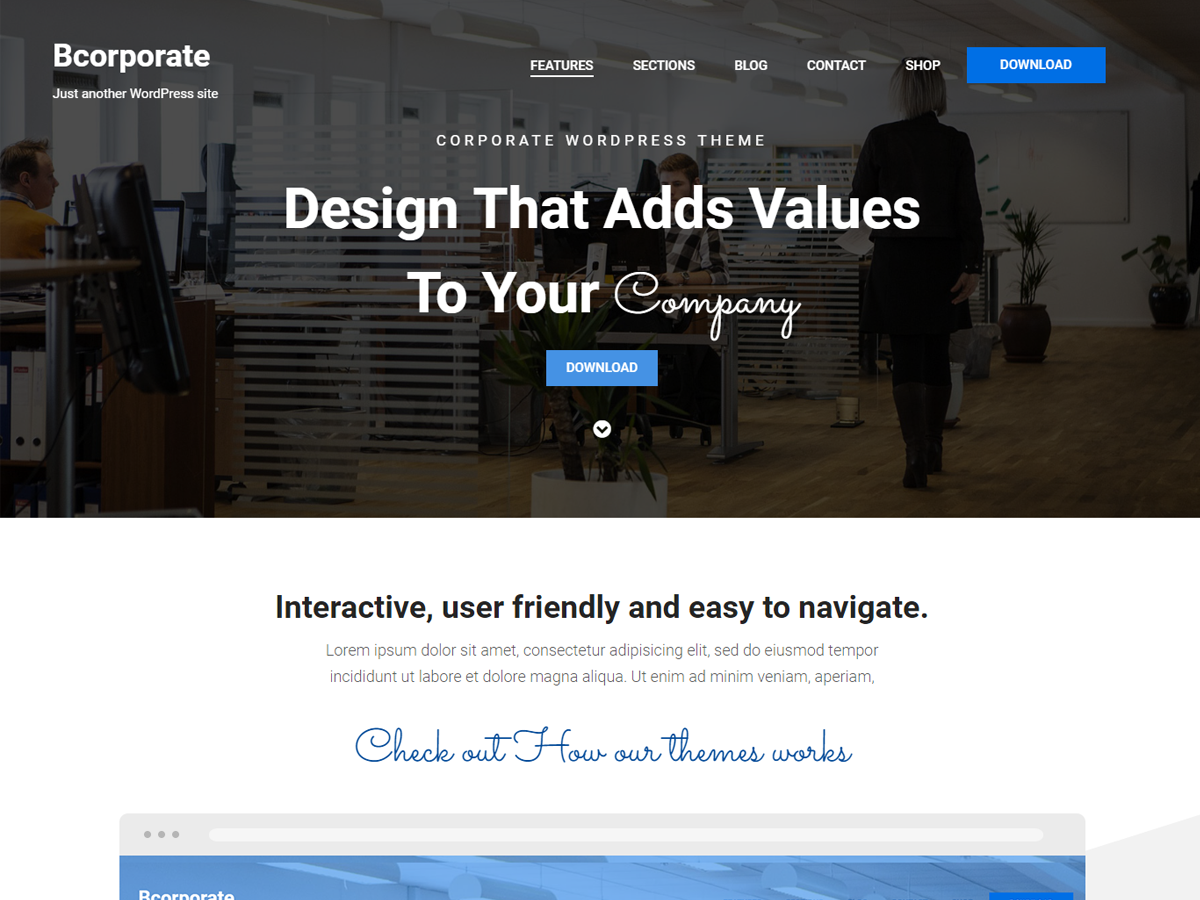 Bcorporate
Just another WordPress site
FEATURES SECTIONS BLOG CONTACT SHOP DOWNLOAD
CORPORATE WORDPRESS THEME
Design That Adds Values
To Your Company
DOWNLOAD
Interactive, user friendly and easy to navigate.
Lorem ipsum dolor sit amet, consectetur adipisicing elit, sed do eiusmod tempor
incididunt ut labore et dolore magna aliqua. Ut enim ad minim veniam, aperiam,
Check out How our themes works
Bcorporate